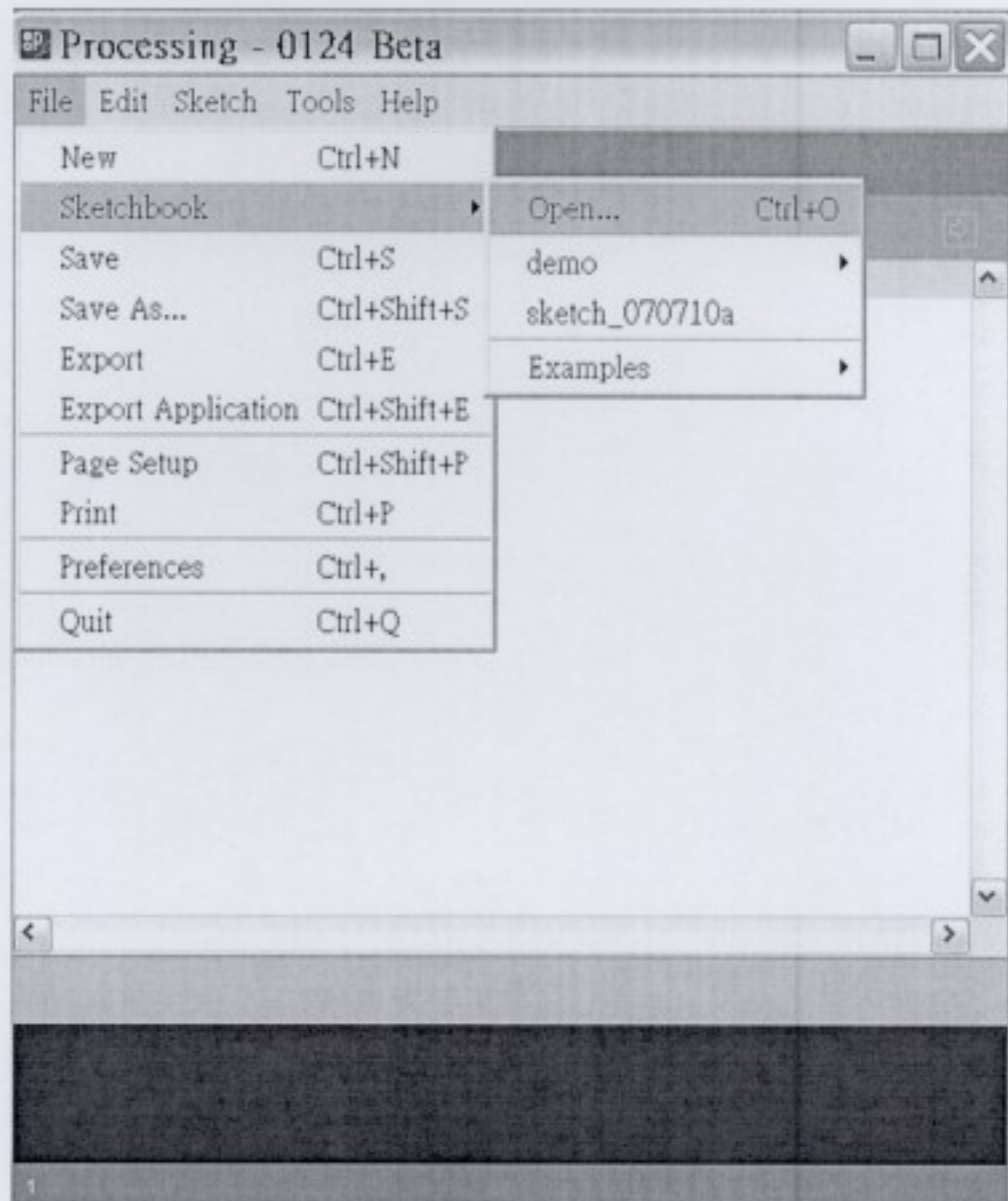 Processing - 0124 Beta
File Edit Sketch Tools Help
New Ctrl+N
Sketchbook
Open... Ctrl+O
demo
sketch_070710a
Examples
Save Ctrl+S
Save As... Ctrl+Shift+S
Export Ctrl+E
Export Application Ctrl+Shift+E
Page Setup Ctrl+Shift+P
Print Ctrl+P
Preferences Ctrl+,
Quit Ctrl+Q
1